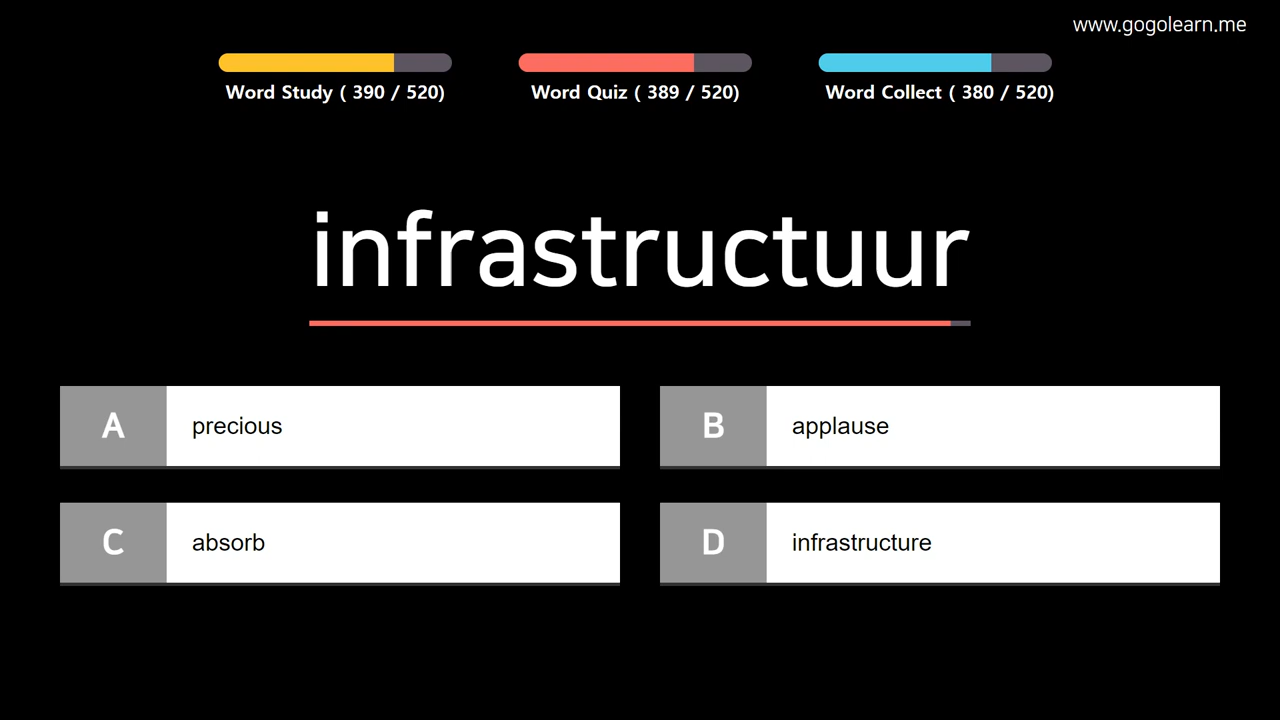 www.gogolearn.me
Word Study ( 390 / 520)
Word Quiz ( 389 / 520)
Word Collect ( 380 / 520)
infrastructuur
A precious
B applause
C absorb
D infrastructure